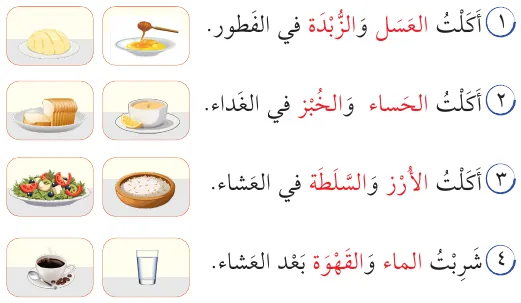 ١ أَكَلْتُ العَسَل وَالزُّبْدَة في الفَطور.
٢ أَكَلْتُ الحَساء وَالخُبْز في الغَداء.
٣ أَكَلْتُ الأُرْز وَالسَّلَطَة في العَشاء.
٤ شَرِبْتُ الماء وَالقَهْوَة بَعْد العَشاء.